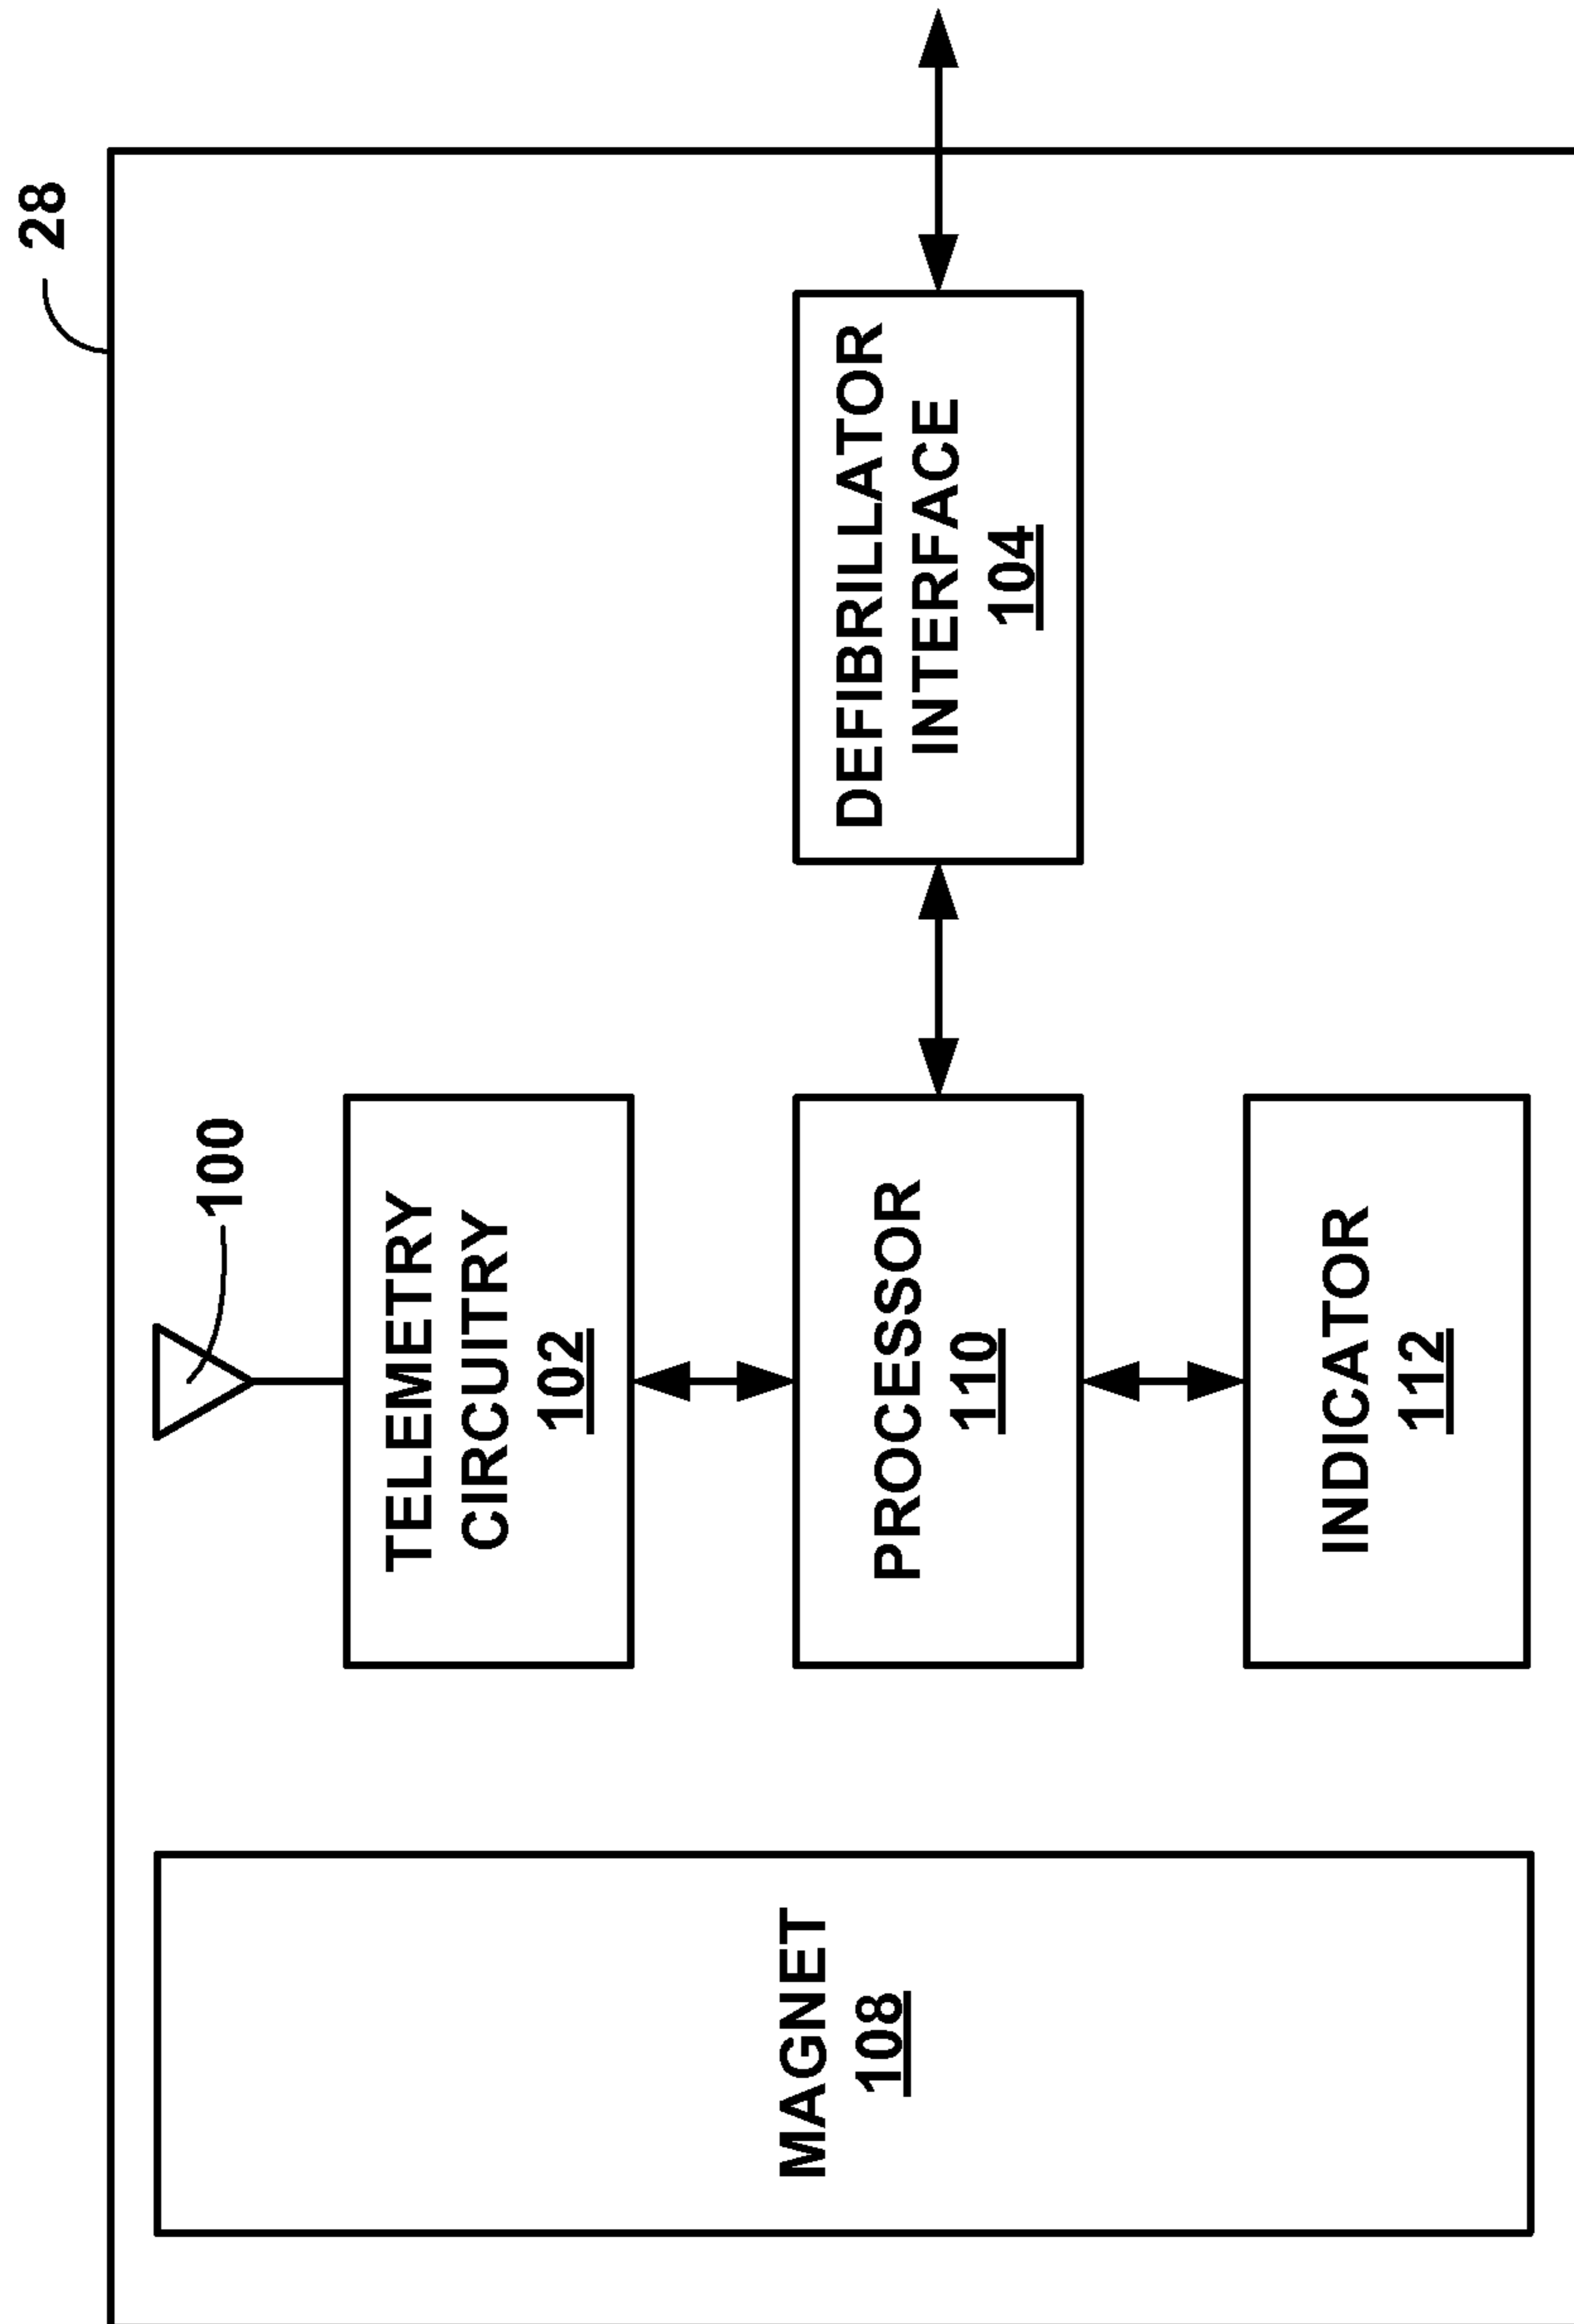 28
100
TELEMETRY
CIRCUITRY
102
MAGNET
108
PROCESSOR
110
DEFIBRILLATOR
INTERFACE
104
INDICATOR
112